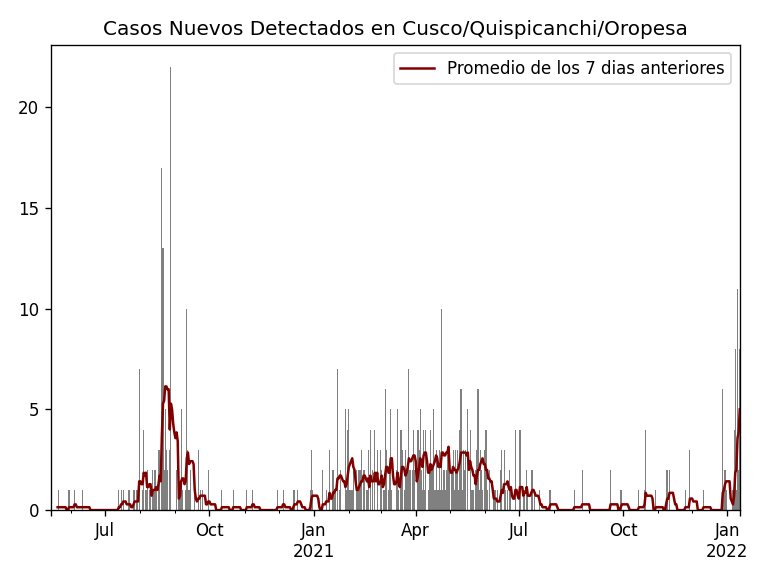 Casos Nuevos Detectados en Cusco/Quispicanchi/Oropesa
Promedio de los 7 dias anteriores
20
15
10
5
0
Jul
Oct
Jan
2021
Apr
Jul
Oct
Jan
2022